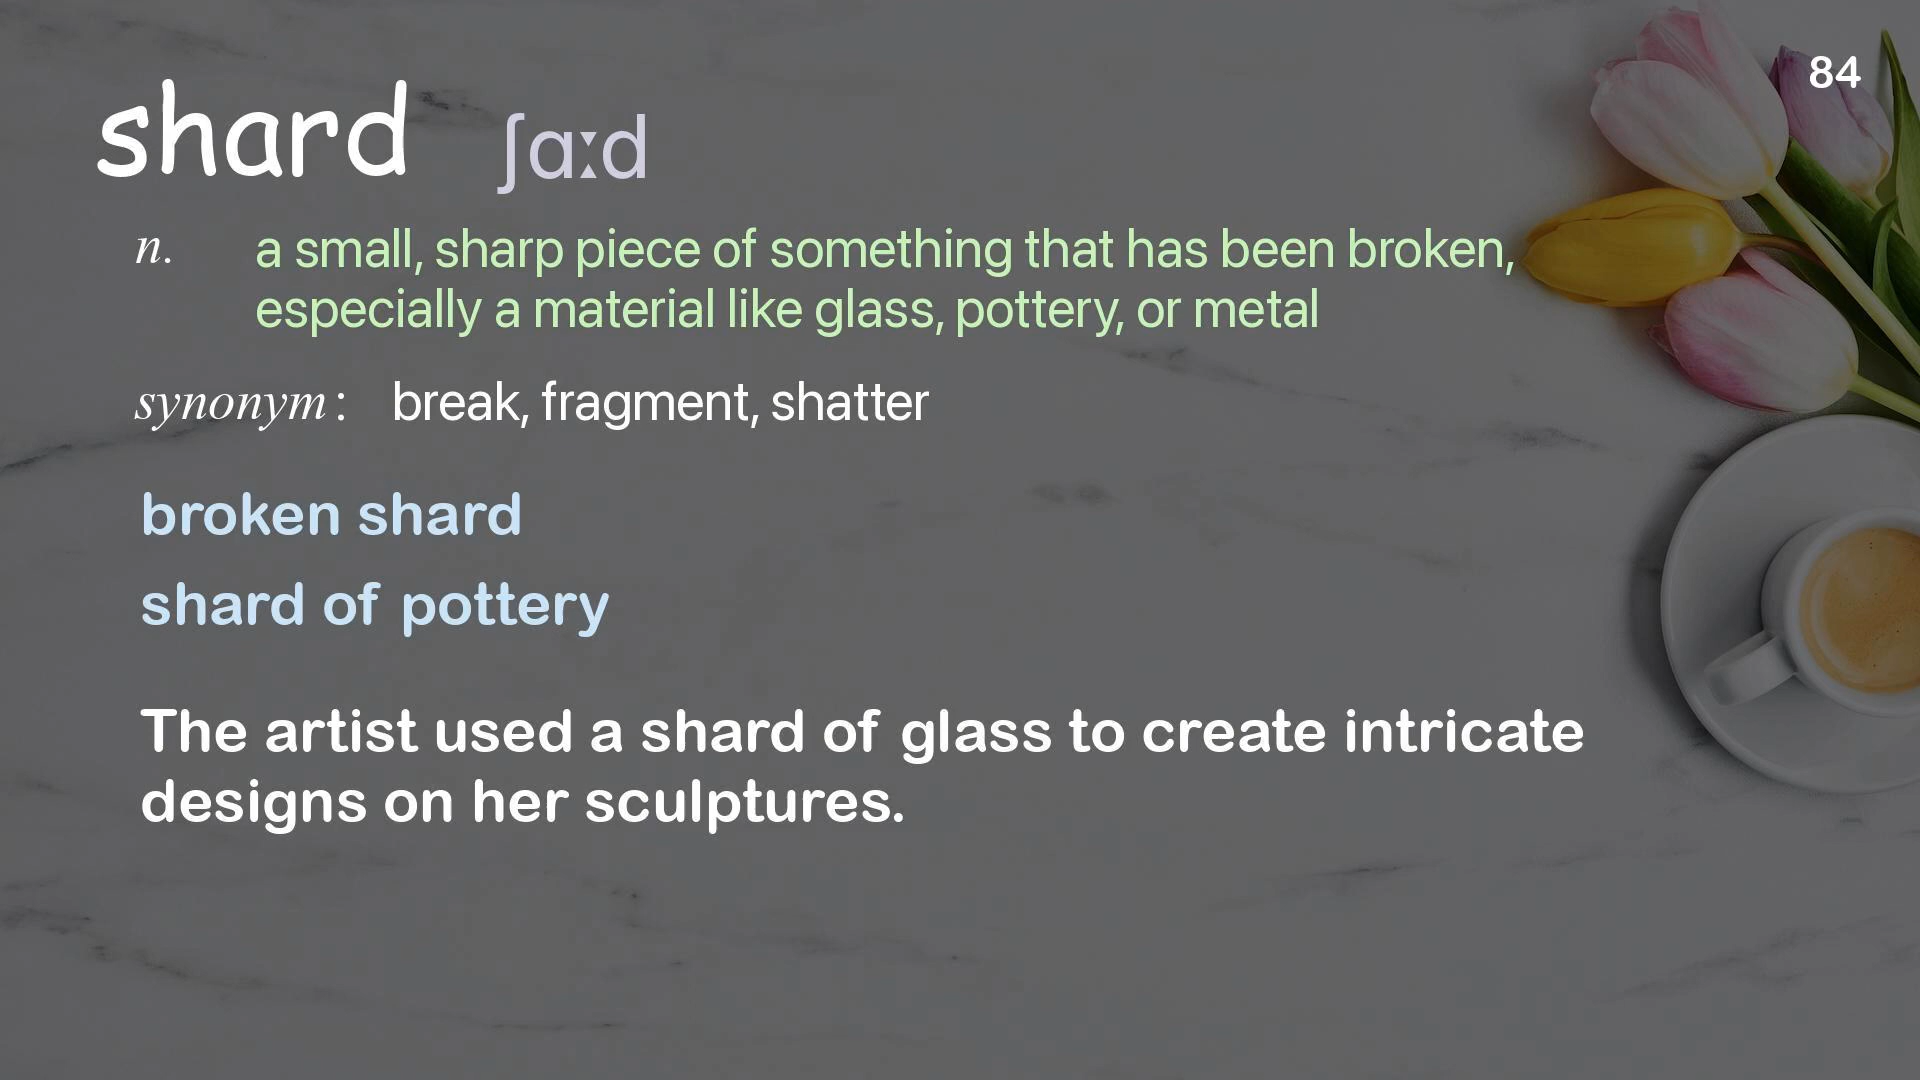 84
shard ʃɑːd
n. a small, sharp piece of something that has been broken,
especially a material like glass, pottery, or metal
synonym : break, fragment, shatter
broken shard
shard of pottery
The artist used a shard of glass to create intricate
designs on her sculptures.